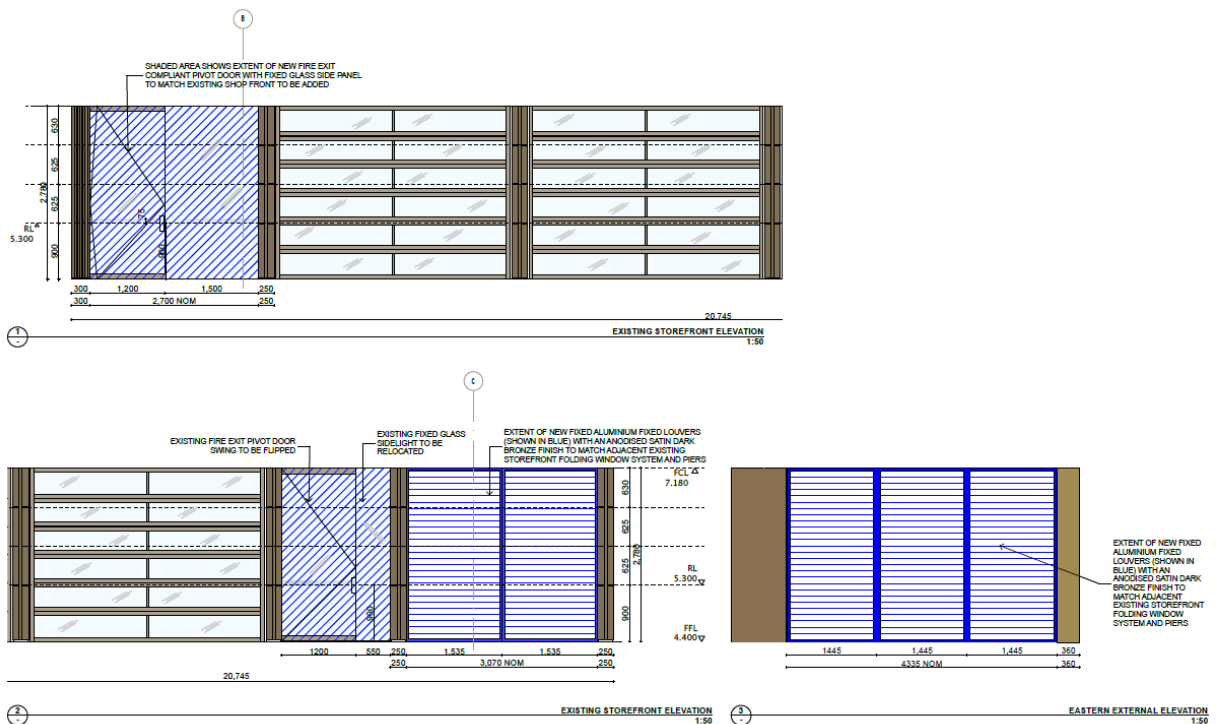 B
SHADED AREA SHOWS EXTENT OF NEW FIRE EXIT
COMPLIANT PIVOT DOOR WITH FIXED GLASS SIDE PANEL
TO MATCH EXISTING SHOP FRONT TO BE ADDED
630
625
625
900
2,780
RL
5.300
75
900
300 1,200 1,500 250
300 2,700 NOM 250
20,745
1
-
EXISTING STOREFRONT ELEVATION
1:50
C
EXISTING FIRE EXIT PIVOT DOOR
SWING TO BE FLIPPED
EXISTING FIXED GLASS
SIDELIGHT TO BE
RELOCATED
EXTENT OF NEW FIXED ALUMINIUM FIXED LOUVERS
(SHOWN IN BLUE) WITH AN ANODISED SATIN DARK
BRONZE FINISH TO MATCH ADJACENT EXISTING
STOREFRONT FOLDING WINDOW SYSTEM AND PIERS
FCL
7.180
630
625
625
900
2,780
RL
5.300
FFL
4.400
900
1200 550 250 1,535 1,535 250
250 3,070 NOM 250
20,745
2
-
EXISTING STOREFRONT ELEVATION
1:50
EXTENT OF NEW FIXED
ALUMINIUM FIXED
LOUVERS (SHOWN IN
BLUE) WITH AN
ANODISED SATIN DARK
BRONZE FINISH TO
MATCH ADJACENT
EXISTING STOREFRONT
FOLDING WINDOW
SYSTEM AND PIERS
1445 1,445 1,445 360
4335 NOM 360
3
-
EASTERN EXTERNAL ELEVATION
1:50